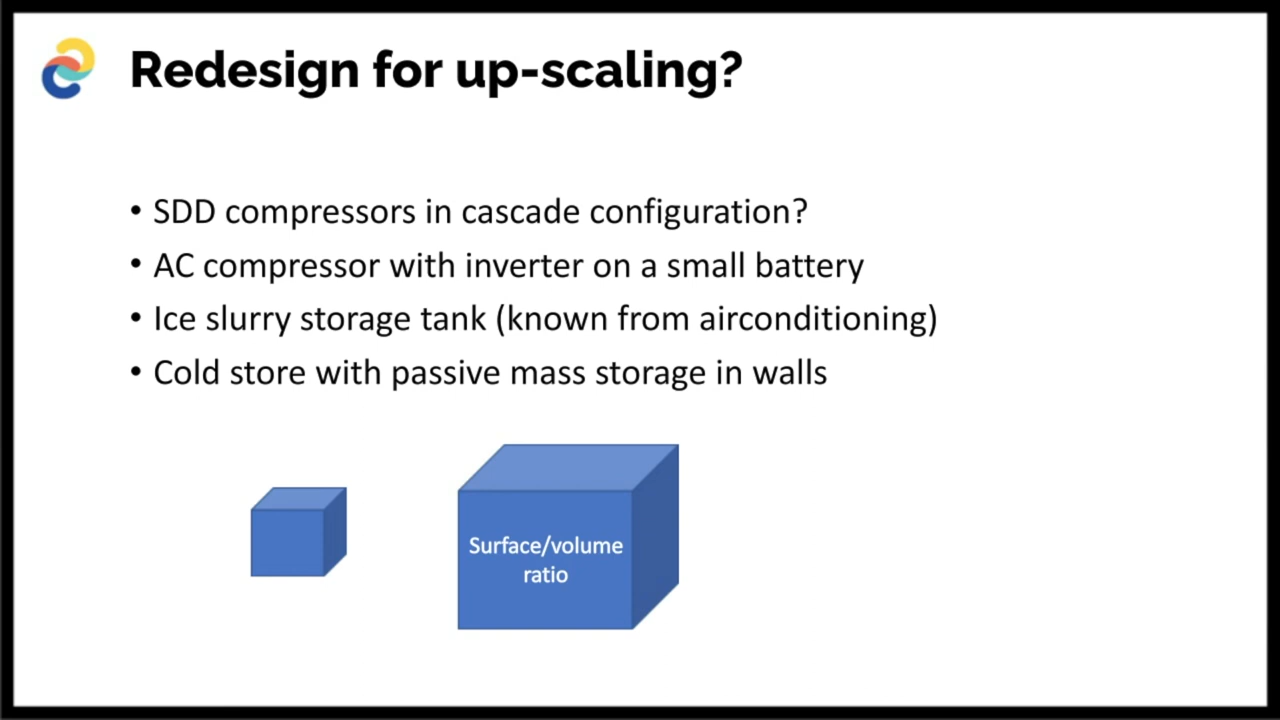 Redesign for up-scaling?
• SDD compressors in cascade configuration?
• AC compressor with inverter on a small battery
• Ice slurry storage tank (known from airconditioning)
• Cold store with passive mass storage in walls
Surface/volume
ratio